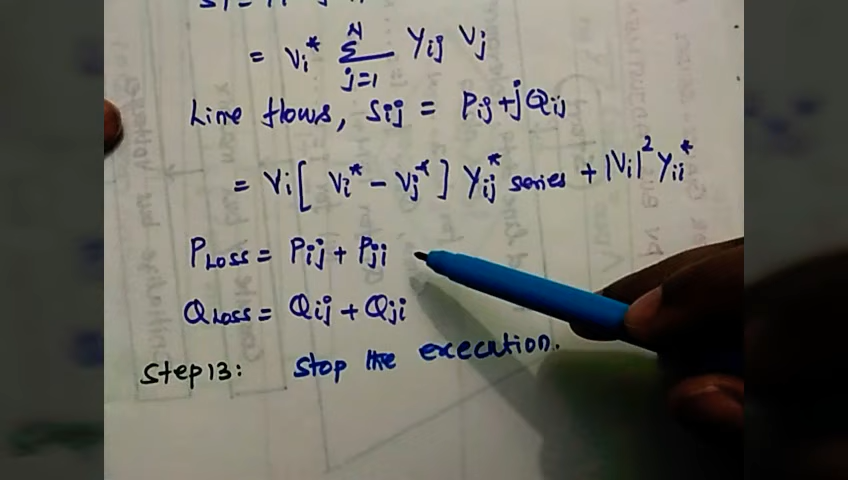 = Vi* Σ Yij Vj
N
j=1
Line flows, Sij = Pij + jQij
= Vi [ Vi* - Vj* ] Yij* series + |Vi|² Yii*
PLoss = Pij + Pji
QLoss = Qij + Qji
Step 13: Stop the execution.